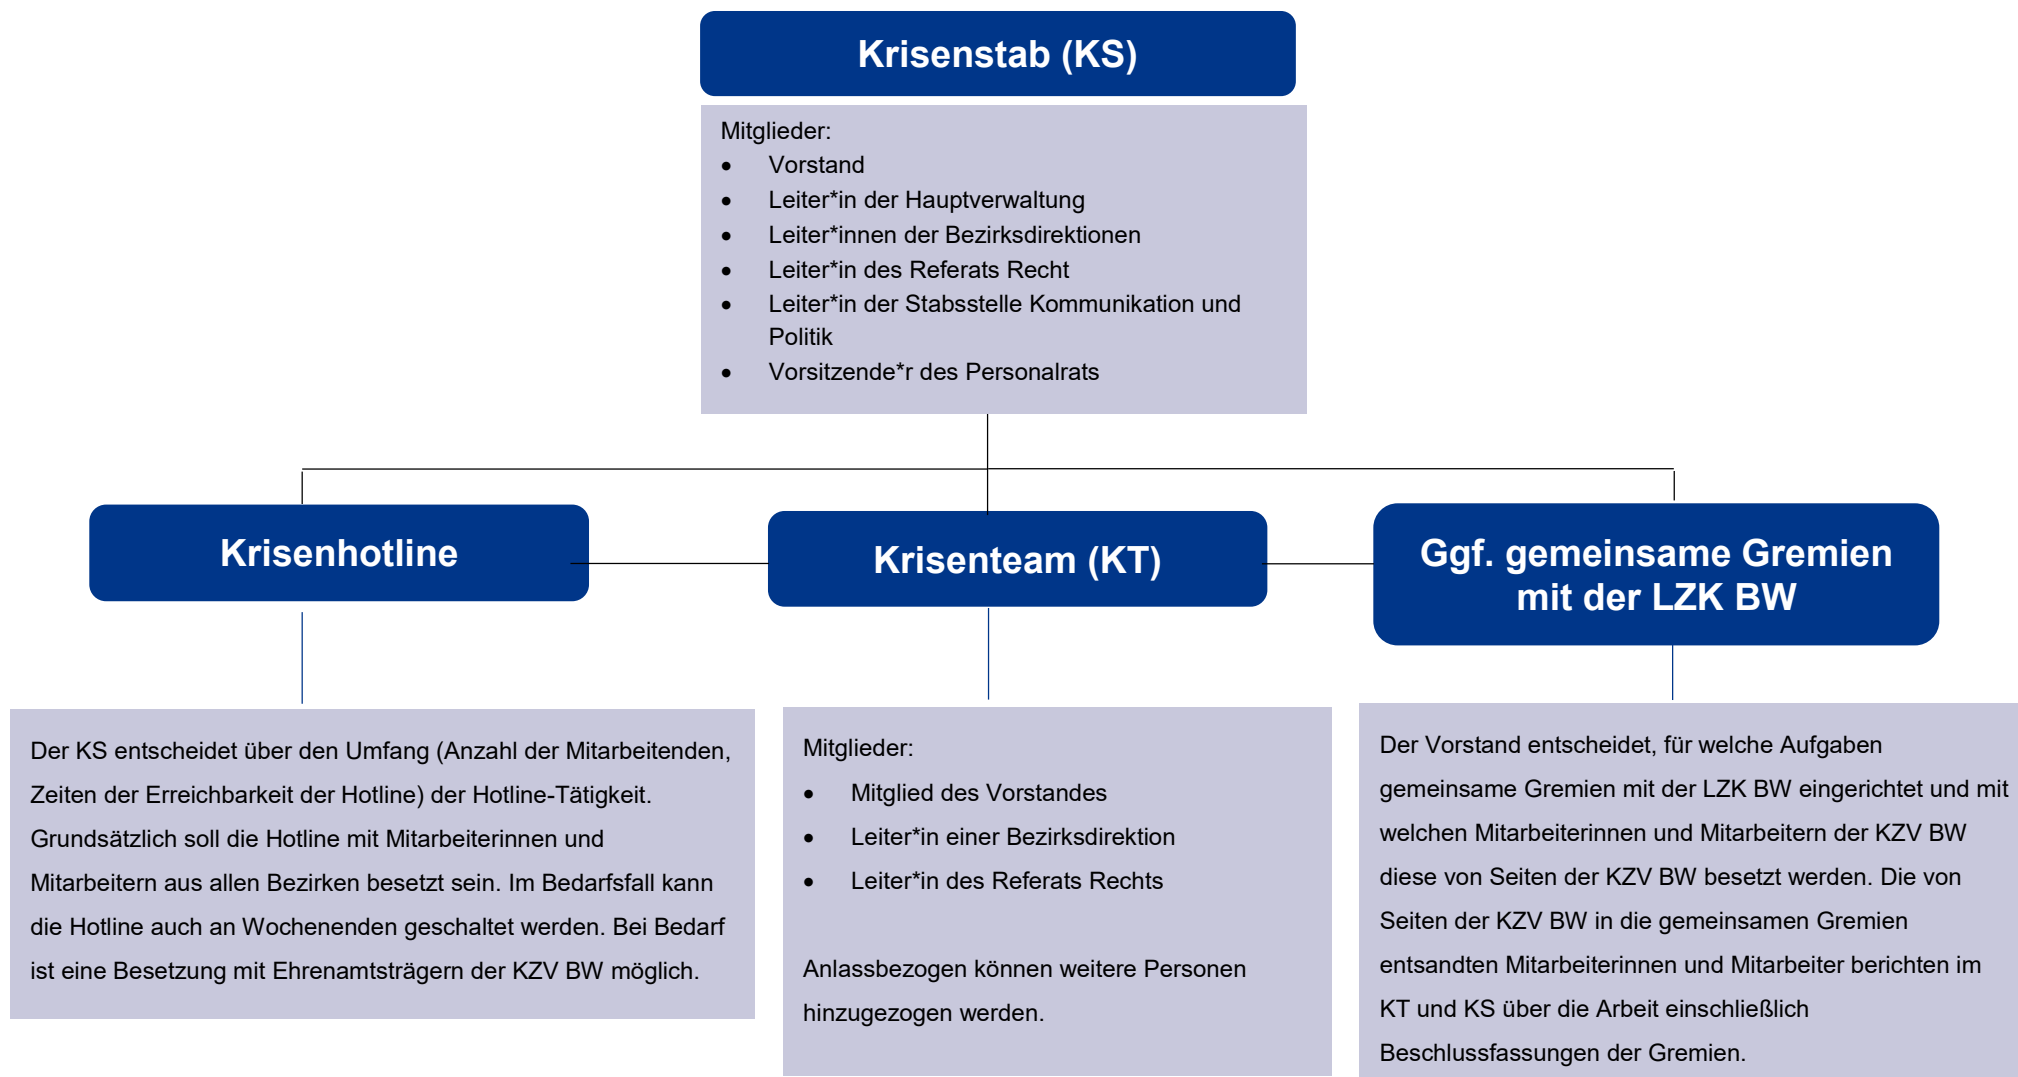 Krisenstab (KS)
Mitglieder:
• Vorstand
• Leiter*in der Hauptverwaltung
• Leiter*innen der Bezirksdirektionen
• Leiter*in des Referats Recht
• Leiter*in der Stabsstelle Kommunikation und
Politik
• Vorsitzende*r des Personalrats
Krisenhotline
Der KS entscheidet über den Umfang (Anzahl der Mitarbeitenden,
Zeiten der Erreichbarkeit der Hotline) der Hotline-Tätigkeit.
Grundsätzlich soll die Hotline mit Mitarbeiterinnen und
Mitarbeitern aus allen Bezirken besetzt sein. Im Bedarfsfall kann
die Hotline auch an Wochenenden geschaltet werden. Bei Bedarf
ist eine Besetzung mit Ehrenamtsträgern der KZV BW möglich.
Krisenteam (KT)
Mitglieder:
• Mitglied des Vorstandes
• Leiter*in einer Bezirksdirektion
• Leiter*in des Referats Rechts
Anlassbezogen können weitere Personen
hinzugezogen werden.
Ggf. gemeinsame Gremien
mit der LZK BW
Der Vorstand entscheidet, für welche Aufgaben
gemeinsame Gremien mit der LZK BW eingerichtet und mit
welchen Mitarbeiterinnen und Mitarbeitern der KZV BW
diese von Seiten der KZV BW besetzt werden. Die von
Seiten der KZV BW in die gemeinsamen Gremien
entsandten Mitarbeiterinnen und Mitarbeiter berichten im
KT und KS über die Arbeit einschließlich
Beschlussfassungen der Gremien.